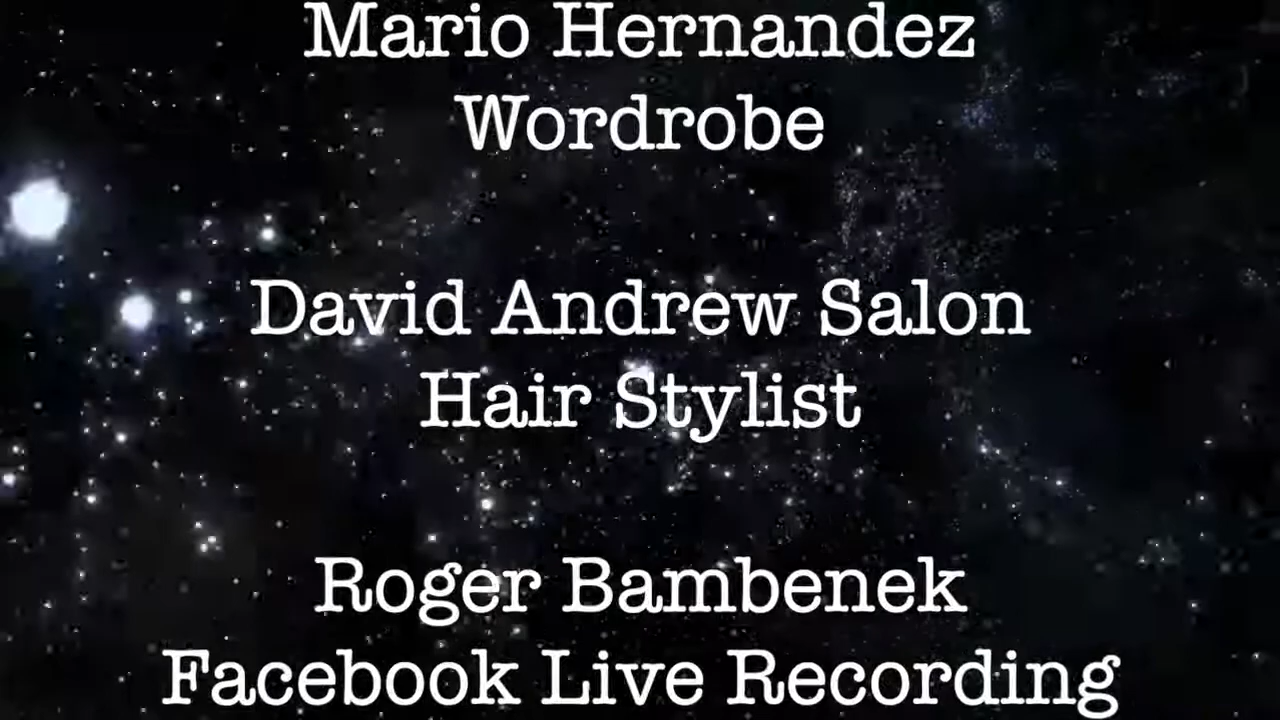 Mario Hernandez
Wordrobe
David Andrew Salon
Hair Stylist
Roger Bambenek
Facebook Live Recording